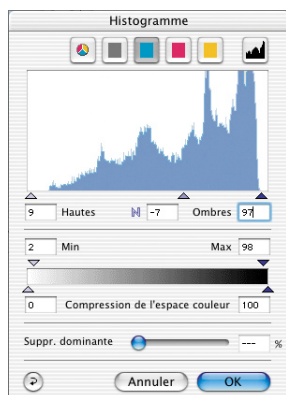 Histogramme
9 Hautes -7 Ombres 97
2 Min Max 98
0 Compression de l'espace couleur 100
Suppr. dominante --- %
Annuler OK